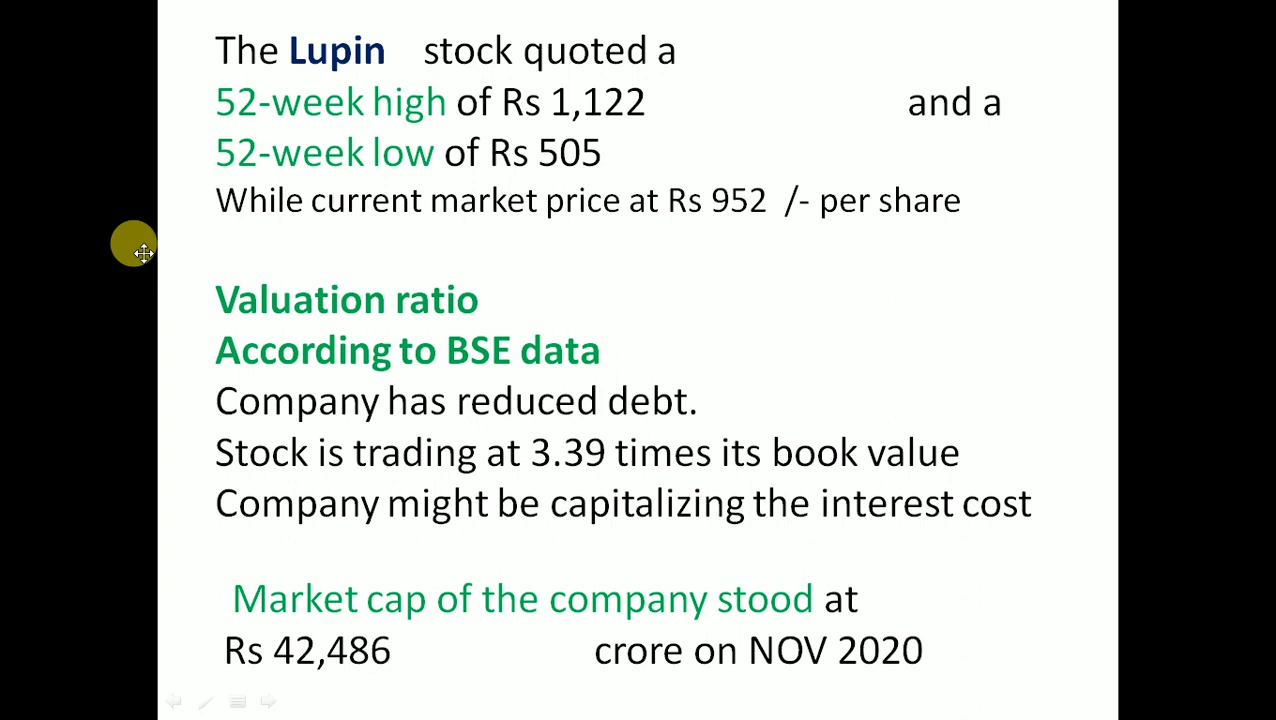 The Lupin stock quoted a
52-week high of Rs 1,122 and a
52-week low of Rs 505
While current market price at Rs 952 /- per share
Valuation ratio
According to BSE data
Company has reduced debt.
Stock is trading at 3.39 times its book value
Company might be capitalizing the interest cost
Market cap of the company stood at
Rs 42,486 crore on NOV 2020